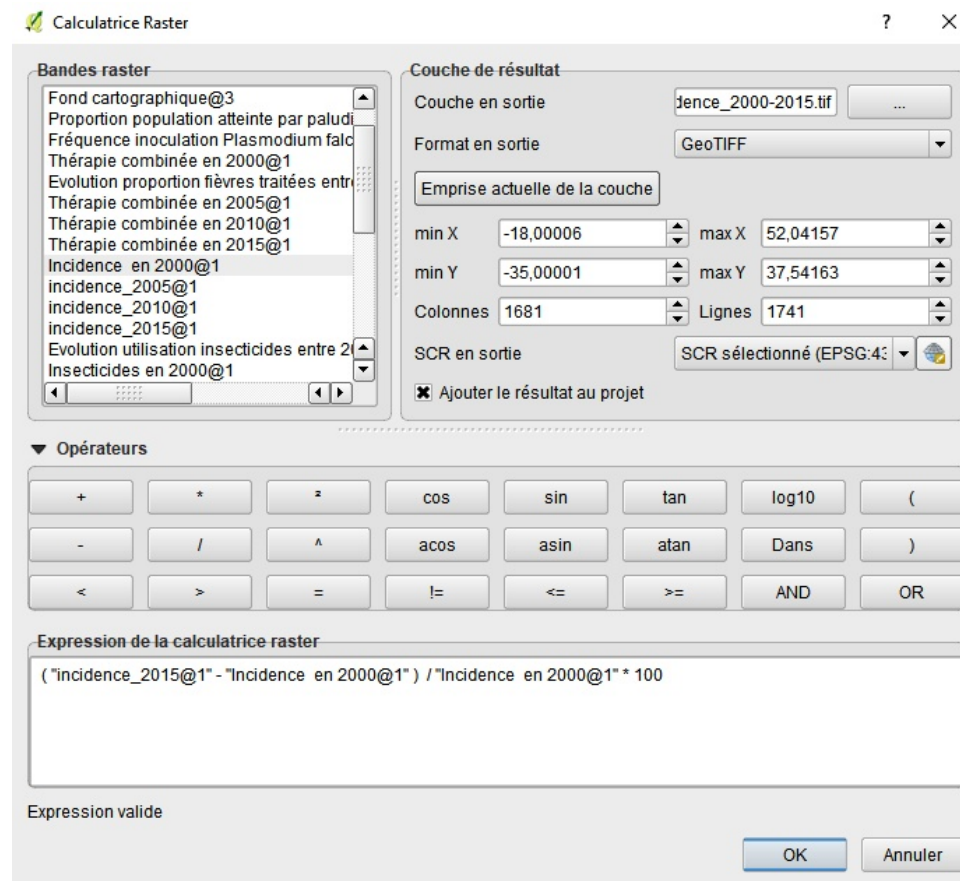 Calculatrice Raster
?
Bandes raster
Fond cartographique@3
Proportion population atteinte par paludi
Fréquence inoculation Plasmodium falc
Thérapie combinée en 2000@1
Evolution proportion fièvres traitées entre
Thérapie combinée en 2005@1
Thérapie combinée en 2010@1
Thérapie combinée en 2015@1
Incidence  en 2000@1
incidence_2005@1
incidence_2010@1
incidence_2015@1
Evolution utilisation insecticides entre 20
Insecticides en 2000@1
Couche de résultat
Couche en sortie
dence_2000-2015.tif
...
Format en sortie
GeoTIFF
Emprise actuelle de la couche
min X
-18,00006
max X
52,04157
min Y
-35,00001
max Y
37,54163
Colonnes
1681
Lignes
1741
SCR en sortie
SCR sélectionné (EPSG:43
Ajouter le résultat au projet
Opérateurs
+ * ² cos sin tan log10 (
- / ^ acos asin atan Dans )
< > = != <= >= AND OR
Expression de la calculatrice raster
( "incidence_2015@1" - "Incidence  en 2000@1" )  / "Incidence  en 2000@1" * 100
Expression valide
OK
Annuler